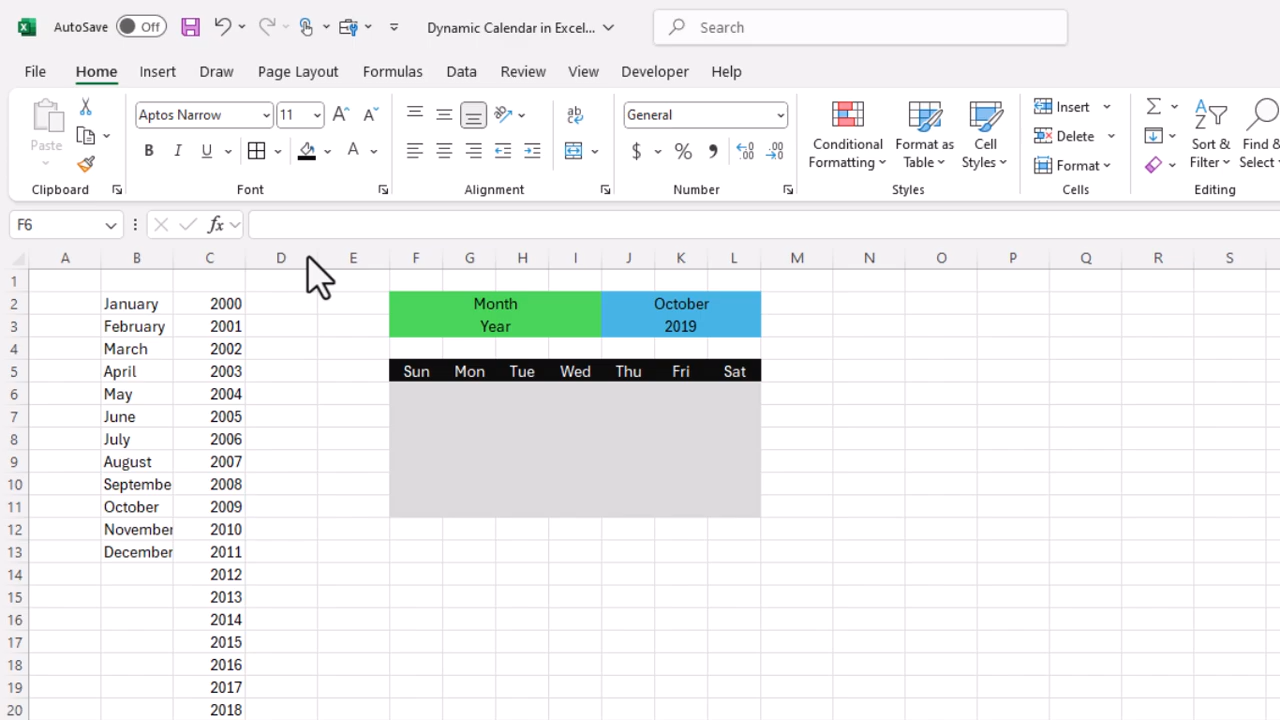 AutoSave Off Dynamic Calendar in Excel... Search
File Home Insert Draw Page Layout Formulas Data Review View Developer Help
Paste Aptos Narrow 11 A A ab General Conditional Formatting Format as Table Cell Styles Insert Delete Format Sort & Filter Find & Select
B I U A $ % , .00 .00
Clipboard Font Alignment Number Styles Cells Editing
F6 fx
A B C D E F G H I J K L M N O P Q R S
1
2 January 2000 Month October
3 February 2001 Year 2019
4 March 2002
5 April 2003 Sun Mon Tue Wed Thu Fri Sat
6 May 2004
7 June 2005
8 July 2006
9 August 2007
10 Septembe 2008
11 October 2009
12 November 2010
13 December 2011
14 2012
15 2013
16 2014
17 2015
18 2016
19 2017
20 2018